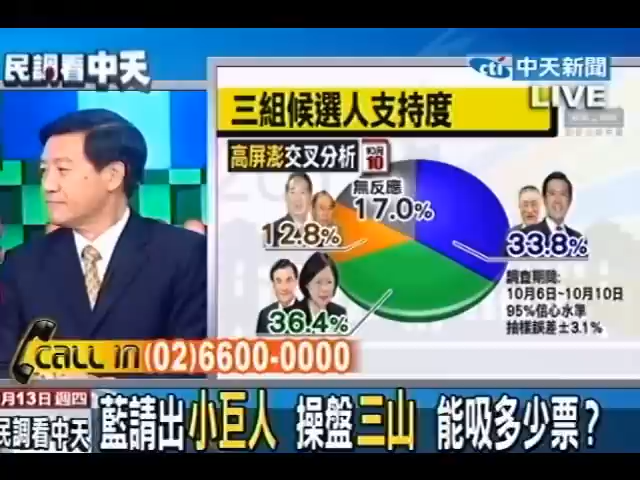 民調看中天
cti 中天新聞
LIVE
三組候選人支持度
高屏澎交叉分析 10月 10
無反應
17.0%
12.8%
33.8%
36.4%
調查期間:
10月6日~10月10日
95%信心水準
抽樣誤差±3.1%
CALL IN (02)6600-0000
月13日週四
民調看中天
藍請出小巨人 操盤三山 能吸多少票?